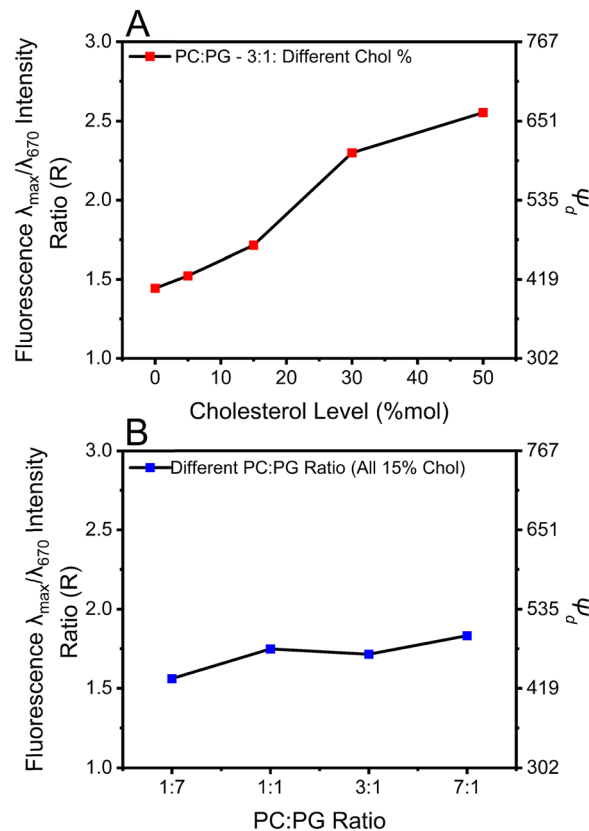 A
PC:PG - 3:1: Different Chol %
3.0
2.5
2.0
1.5
1.0
767
651
535
419
302
Fluorescence λmax/λ670 Intensity
Ratio (R)
Ψd
0 10 20 30 40 50
Cholesterol Level (%mol)
B
Different PC:PG Ratio (All 15% Chol)
3.0
2.5
2.0
1.5
1.0
767
651
535
419
302
Fluorescence λmax/λ670 Intensity
Ratio (R)
Ψd
1:7 1:1 3:1 7:1
PC:PG Ratio